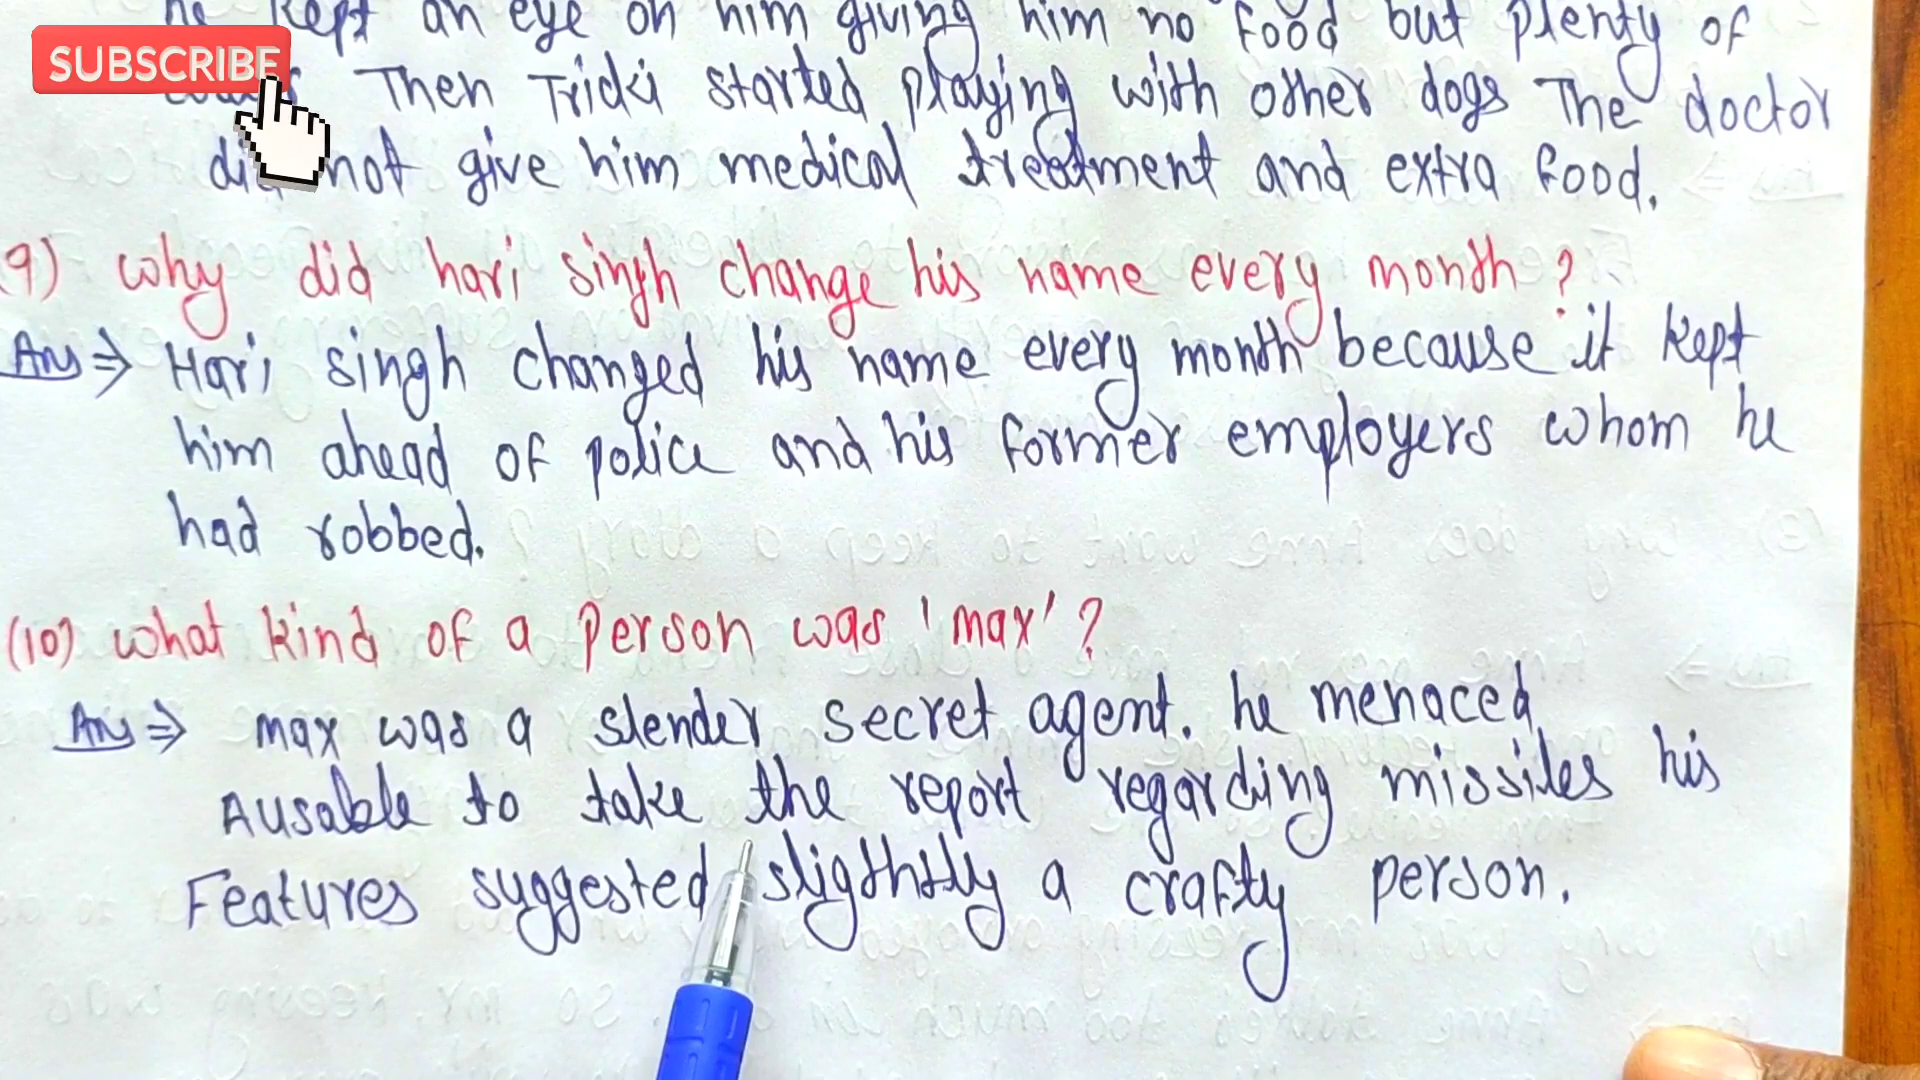 he kept an eye on him giving him no food but plenty of
SUBSCRIBE
Then Tricki started playing with other dogs The doctor
did not give him medical treatment and extra food.
(9) why did hari singh change his name every month ?
Ans ⇒ Hari singh changed his name every month because it kept
him ahead of police and his former employers whom he
had robbed.
(10) what kind of a person was 'max' ?
Ans ⇒ max was a slender secret agent. he menaced
Ausable to take the report regarding missiles his
Features suggested slightly a crafty person.